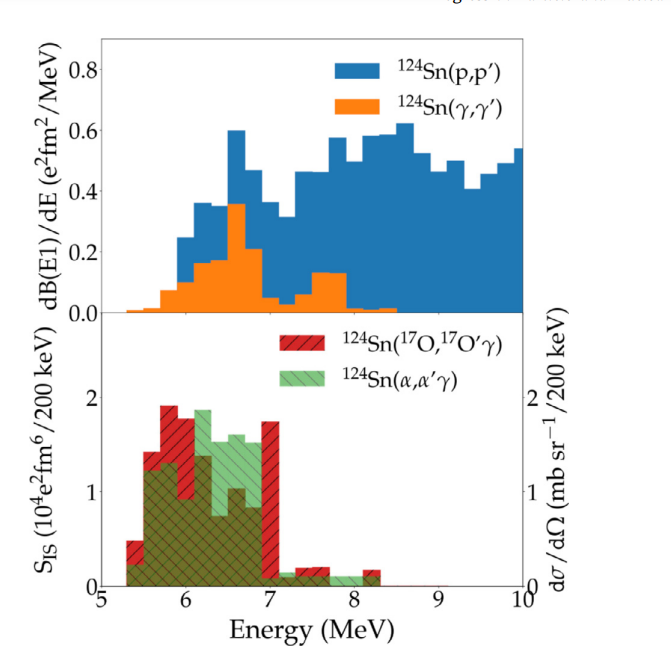 dB(E1)/dE (e²fm²/MeV)
0.8
0.6
0.4
0.2
0.0
¹²⁴Sn(p,p′)
¹²⁴Sn(γ,γ′)
S_IS (10⁴e²fm⁶/200 keV)
2
1
0
¹²⁴Sn(¹⁷O,¹⁷O′γ)
¹²⁴Sn(α,α′γ)
2
1
0
dσ/dΩ (mb sr⁻¹/200 keV)
5 6 7 8 9 10
Energy (MeV)